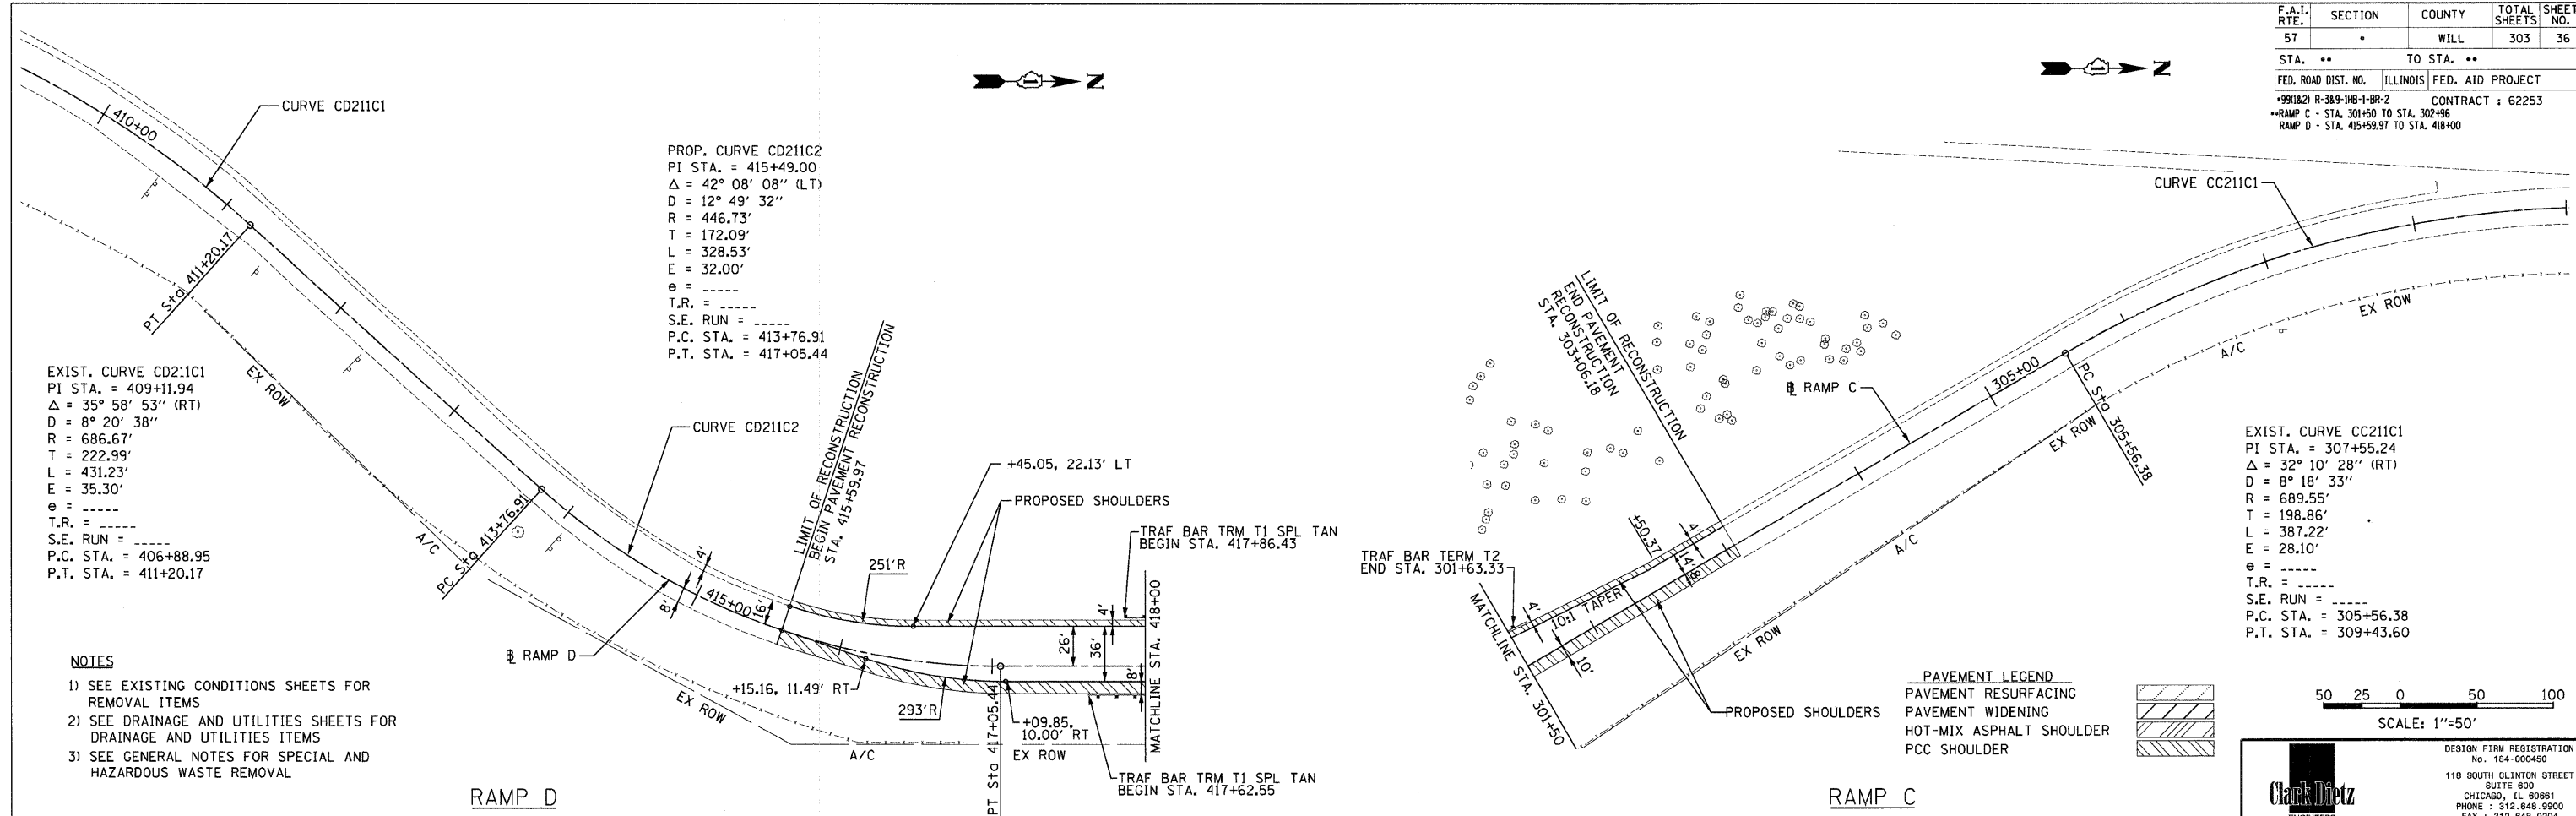 F.A.I. RTE. SECTION COUNTY TOTAL SHEETS SHEET NO.
57 * WILL 303 36
STA. ** TO STA. **
FED. ROAD DIST. NO. ILLINOIS FED. AID PROJECT
*99(1&2) R-3&9-1HB-1-BR-2 CONTRACT : 62253
**RAMP C - STA. 301+50 TO STA. 302+96
RAMP D - STA. 415+59.97 TO STA. 418+00
N
N
410+00
CURVE CD211C1
PT Sta 411+20.17
PROP. CURVE CD211C2
PI STA. = 415+49.00
Δ = 42° 08' 08'' (LT)
D = 12° 49' 32''
R = 446.73'
T = 172.09'
L = 328.53'
E = 32.00'
e = -----
T.R. = -----
S.E. RUN = -----
P.C. STA. = 413+76.91
P.T. STA. = 417+05.44
EXIST. CURVE CD211C1
PI STA. = 409+11.94
Δ = 35° 58' 53'' (RT)
D = 8° 20' 38''
R = 686.67'
T = 222.99'
L = 431.23'
E = 35.30'
e = -----
T.R. = -----
S.E. RUN = -----
P.C. STA. = 406+88.95
P.T. STA. = 411+20.17
EX ROW
A/C
PC Sta 413+76.91
CURVE CD211C2
LIMIT OF RECONSTRUCTION
BEGIN PAVEMENT RECONSTRUCTION
STA. 415+59.97
4'
8'
415+00
16'
251'R
+45.05, 22.13' LT
PROPOSED SHOULDERS
TRAF BAR TRM T1 SPL TAN
BEGIN STA. 417+86.43
4'
26'
36'
8'
MATCHLINE STA. 418+00
℄ RAMP D
+15.16, 11.49' RT
293'R
EX ROW
A/C
PT Sta 417+05.44
+09.85,
10.00' RT
EX ROW
TRAF BAR TRM T1 SPL TAN
BEGIN STA. 417+62.55
NOTES
1) SEE EXISTING CONDITIONS SHEETS FOR
REMOVAL ITEMS
2) SEE DRAINAGE AND UTILITIES SHEETS FOR
DRAINAGE AND UTILITIES ITEMS
3) SEE GENERAL NOTES FOR SPECIAL AND
HAZARDOUS WASTE REMOVAL
RAMP D
CURVE CC211C1
LIMIT OF RECONSTRUCTION
END PAVEMENT
RECONSTRUCTION
STA. 303+06.18
℄ RAMP C
305+00
PC Sta 305+56.38
EX ROW
A/C
EX ROW
A/C
EX ROW
TRAF BAR TERM T2
END STA. 301+63.33
+50.37
4'
14'
8'
4'
10:1 TAPER
10'
MATCHLINE STA. 301+50
PROPOSED SHOULDERS
EXIST. CURVE CC211C1
PI STA. = 307+55.24
Δ = 32° 10' 28'' (RT)
D = 8° 18' 33''
R = 689.55'
T = 198.86'
L = 387.22'
E = 28.10'
e = -----
T.R. = -----
S.E. RUN = -----
P.C. STA. = 305+56.38
P.T. STA. = 309+43.60
PAVEMENT LEGEND
PAVEMENT RESURFACING
PAVEMENT WIDENING
HOT-MIX ASPHALT SHOULDER
PCC SHOULDER
RAMP C
50 25 0 50 100
SCALE: 1''=50'
Clark Dietz
DESIGN FIRM REGISTRATION
No. 184-000450
118 SOUTH CLINTON STREET
SUITE 600
CHICAGO, IL 60661
PHONE : 312.648.9900